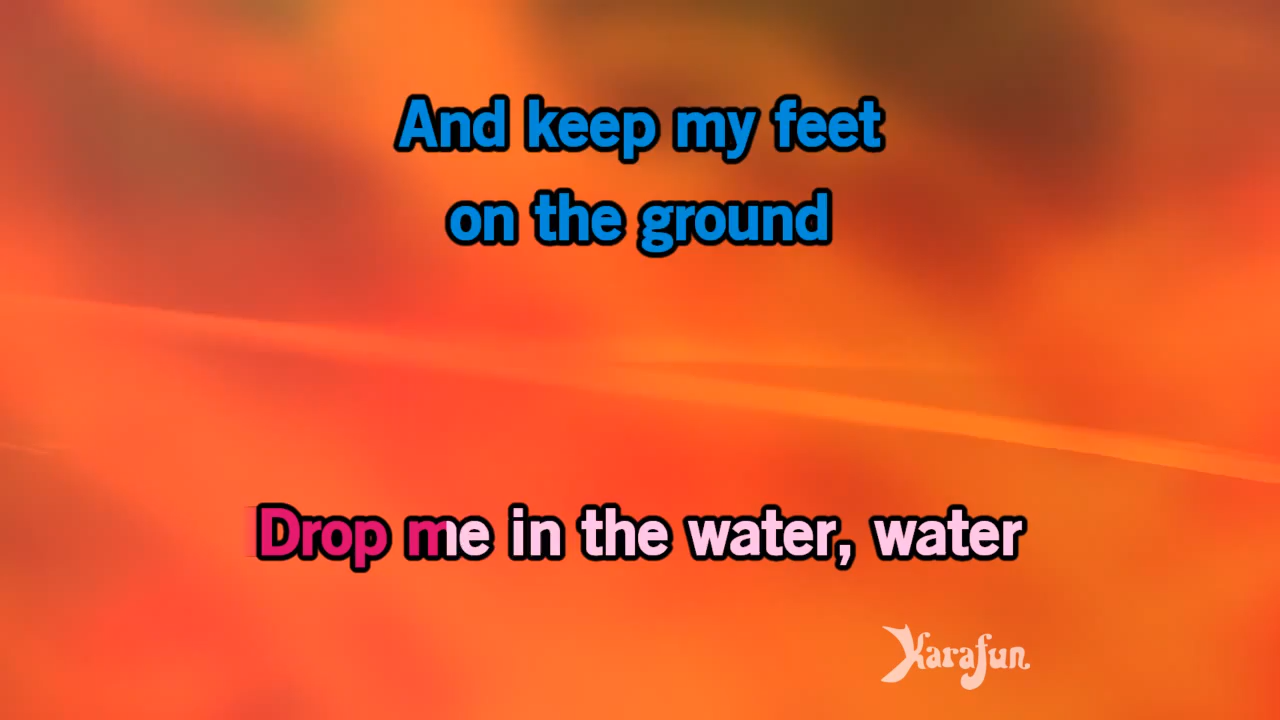 And keep my feet
on the ground
Drop me in the water, water
Karafun